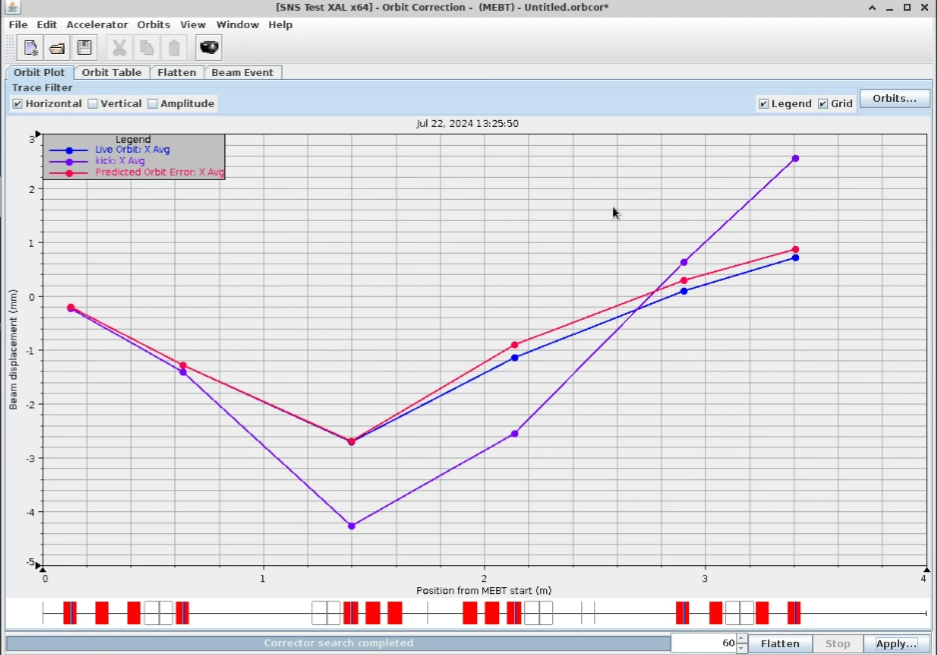 [SNS Test XAL x64] - Orbit Correction - (MEBT) - Untitled.orbcor*
File Edit Accelerator Orbits View Window Help
Orbit Plot Orbit Table Flatten Beam Event
Trace Filter
Horizontal Vertical Amplitude Legend Grid Orbits...
Jul 22, 2024 13:25:50
Legend
Live Orbit: X Avg
kick: X Avg
Predicted Orbit Error: X Avg
3
2
1
0
-1
-2
-3
-4
-5
Beam displacement (mm)
0 1 2 3 4
Position from MEBT start (m)
Corrector search completed 60 Flatten Stop Apply...